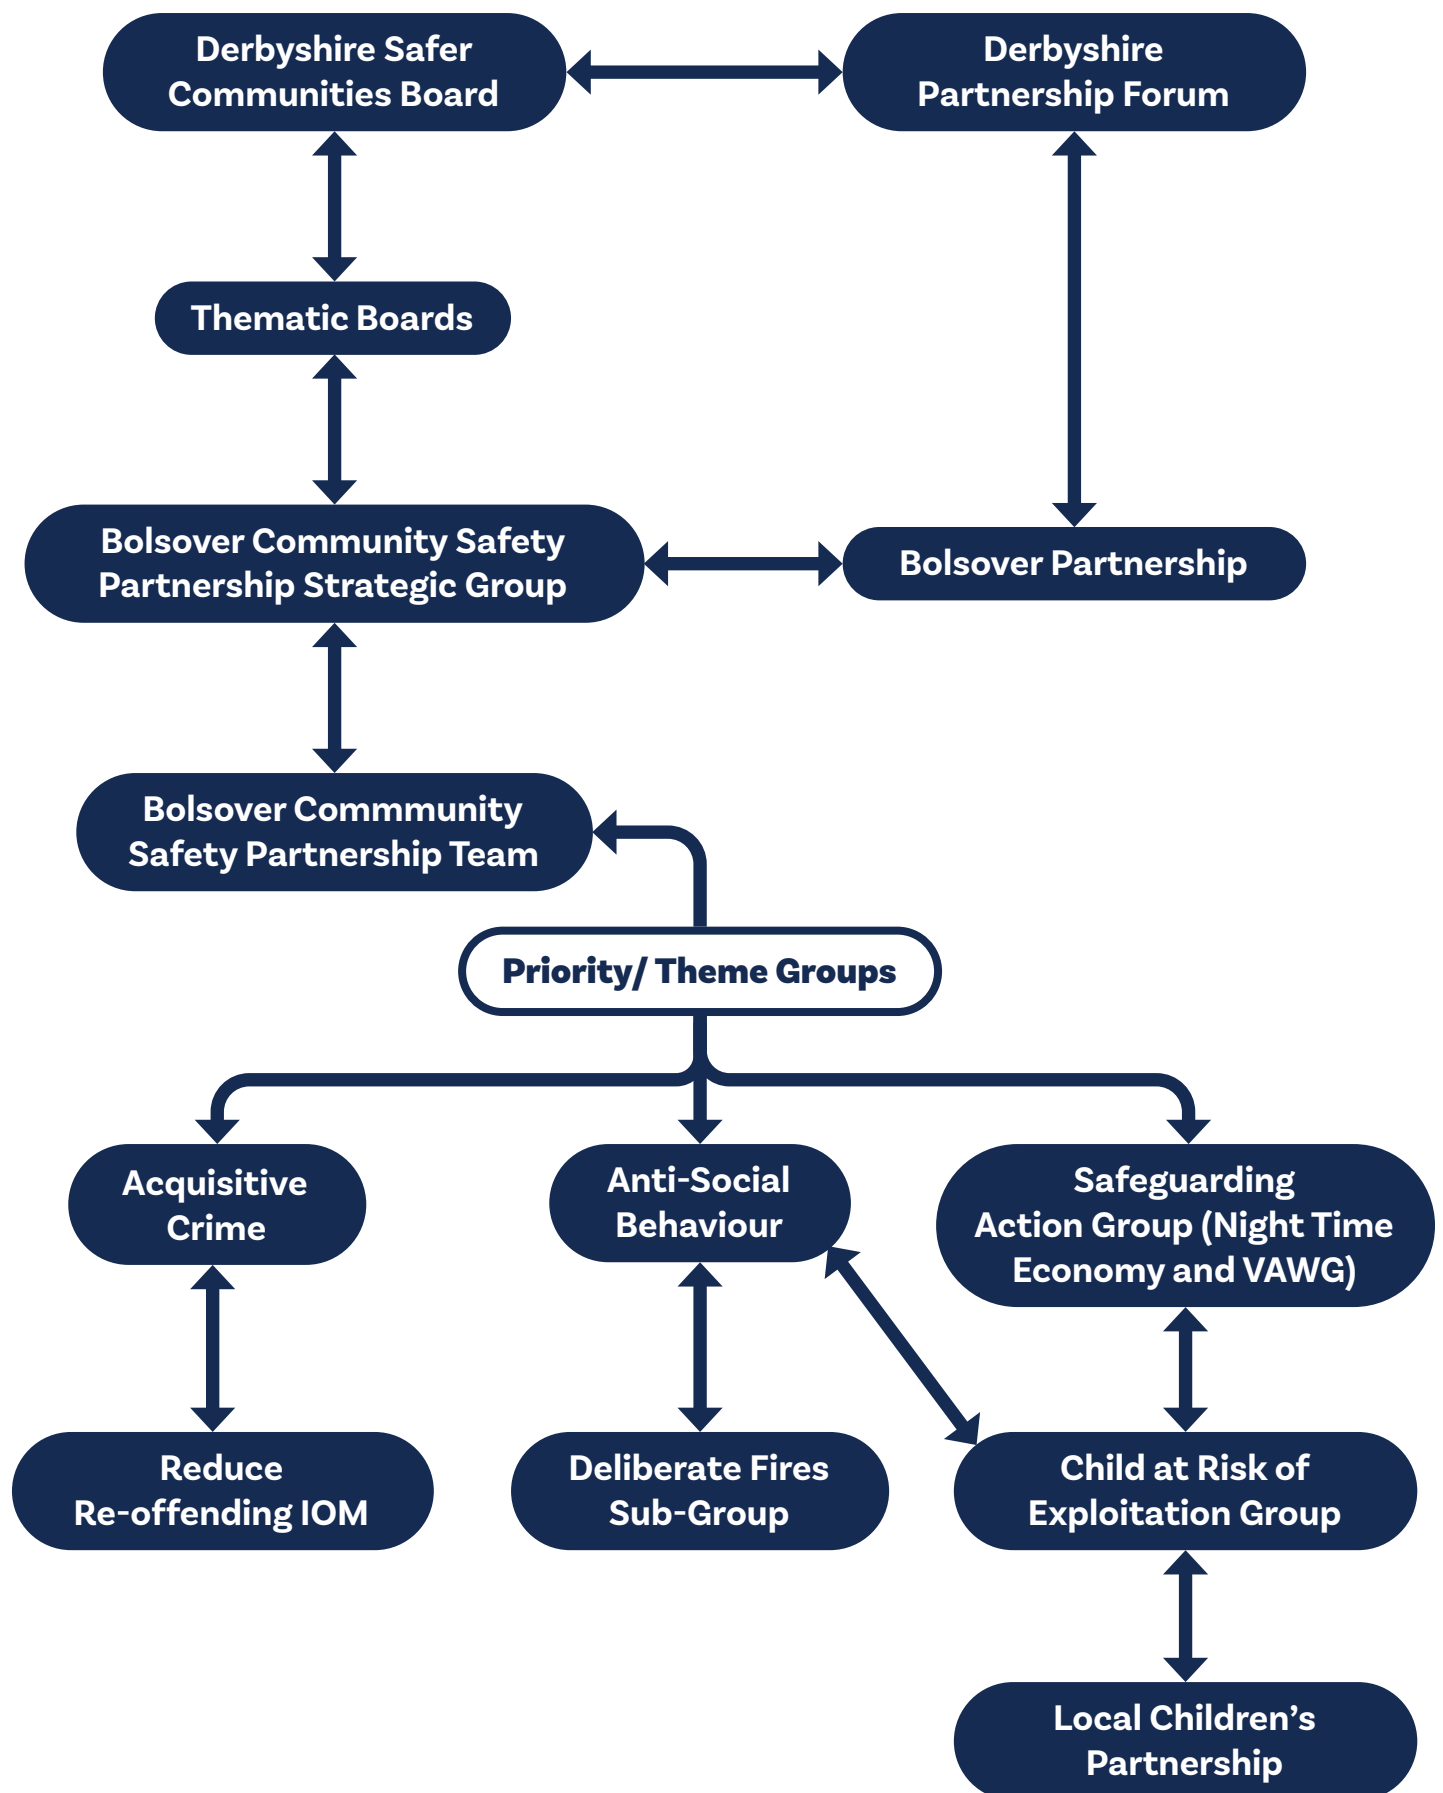 Derbyshire Safer
Communities Board
Derbyshire
Partnership Forum
Thematic Boards
Bolsover Community Safety
Partnership Strategic Group
Bolsover Partnership
Bolsover Commmunity
Safety Partnership Team
Priority/ Theme Groups
Acquisitive
Crime
Anti-Social
Behaviour
Safeguarding
Action Group (Night Time
Economy and VAWG)
Reduce
Re-offending IOM
Deliberate Fires
Sub-Group
Child at Risk of
Exploitation Group
Local Children’s
Partnership